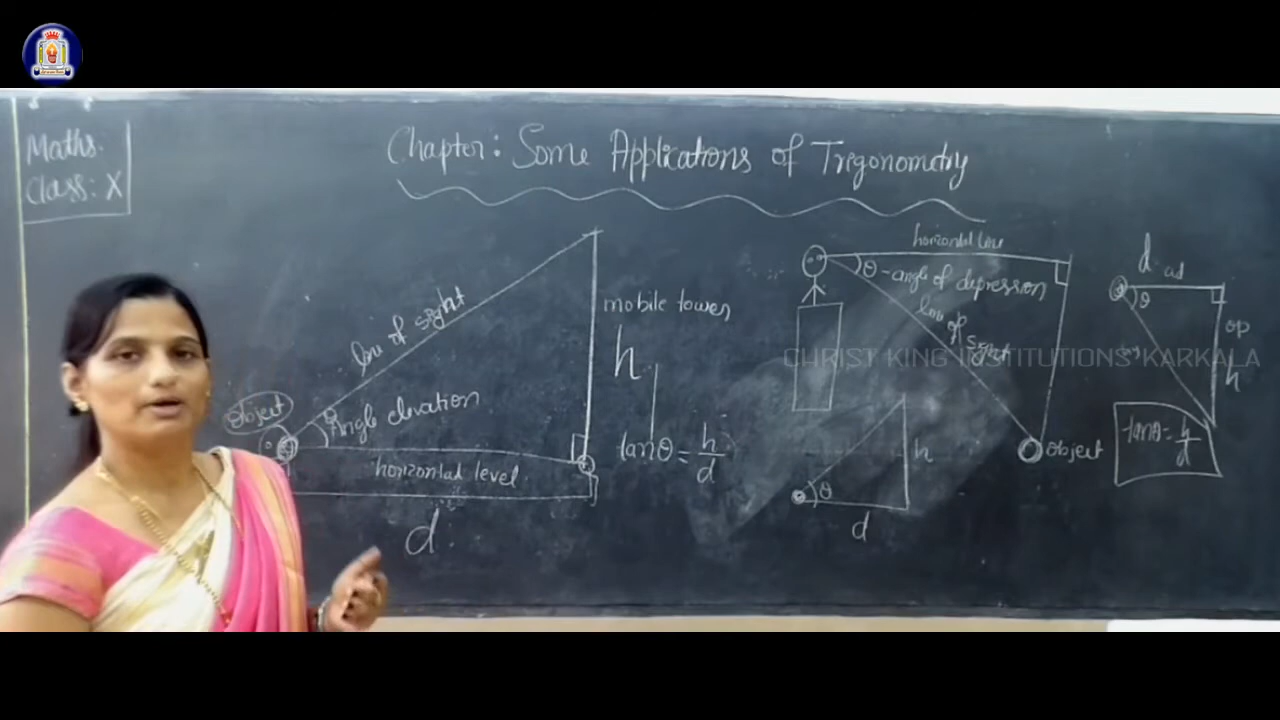 Maths.
Class: X
Chapter: Some Applications of Trigonometry
line of sight
mobile tower
h
Object
θ
Angle elevation
horizontal level
tanθ = h/d
d
horizontal line
θ - angle of depression
line of sight
Object
θ
h
d
d ad
θ
op
h
tanθ = h/d
CHRIST KING INSTITUTIONS KARKALA